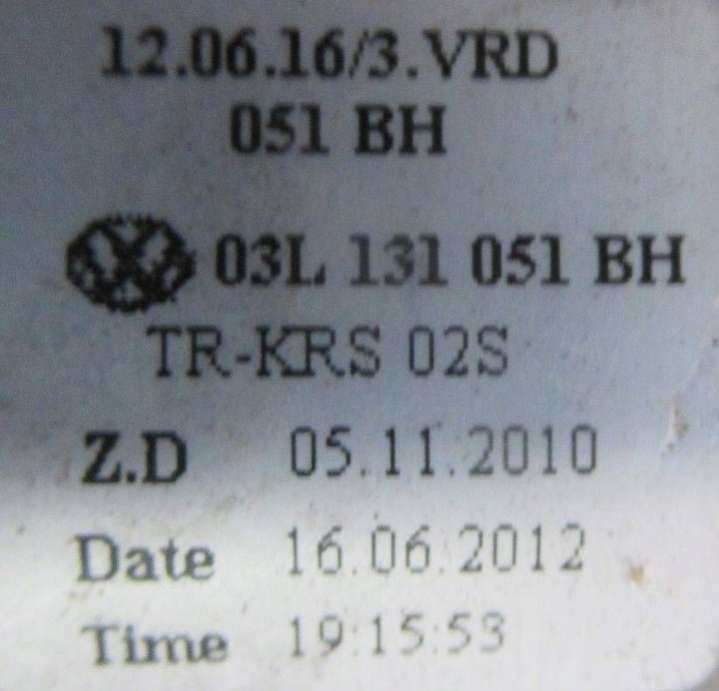 12.06.16/3.VRD
051 BH
03L 131 051 BH
TR-KRS 02S
Z.D 05.11.2010
Date 16.06.2012
Time 19:15:53